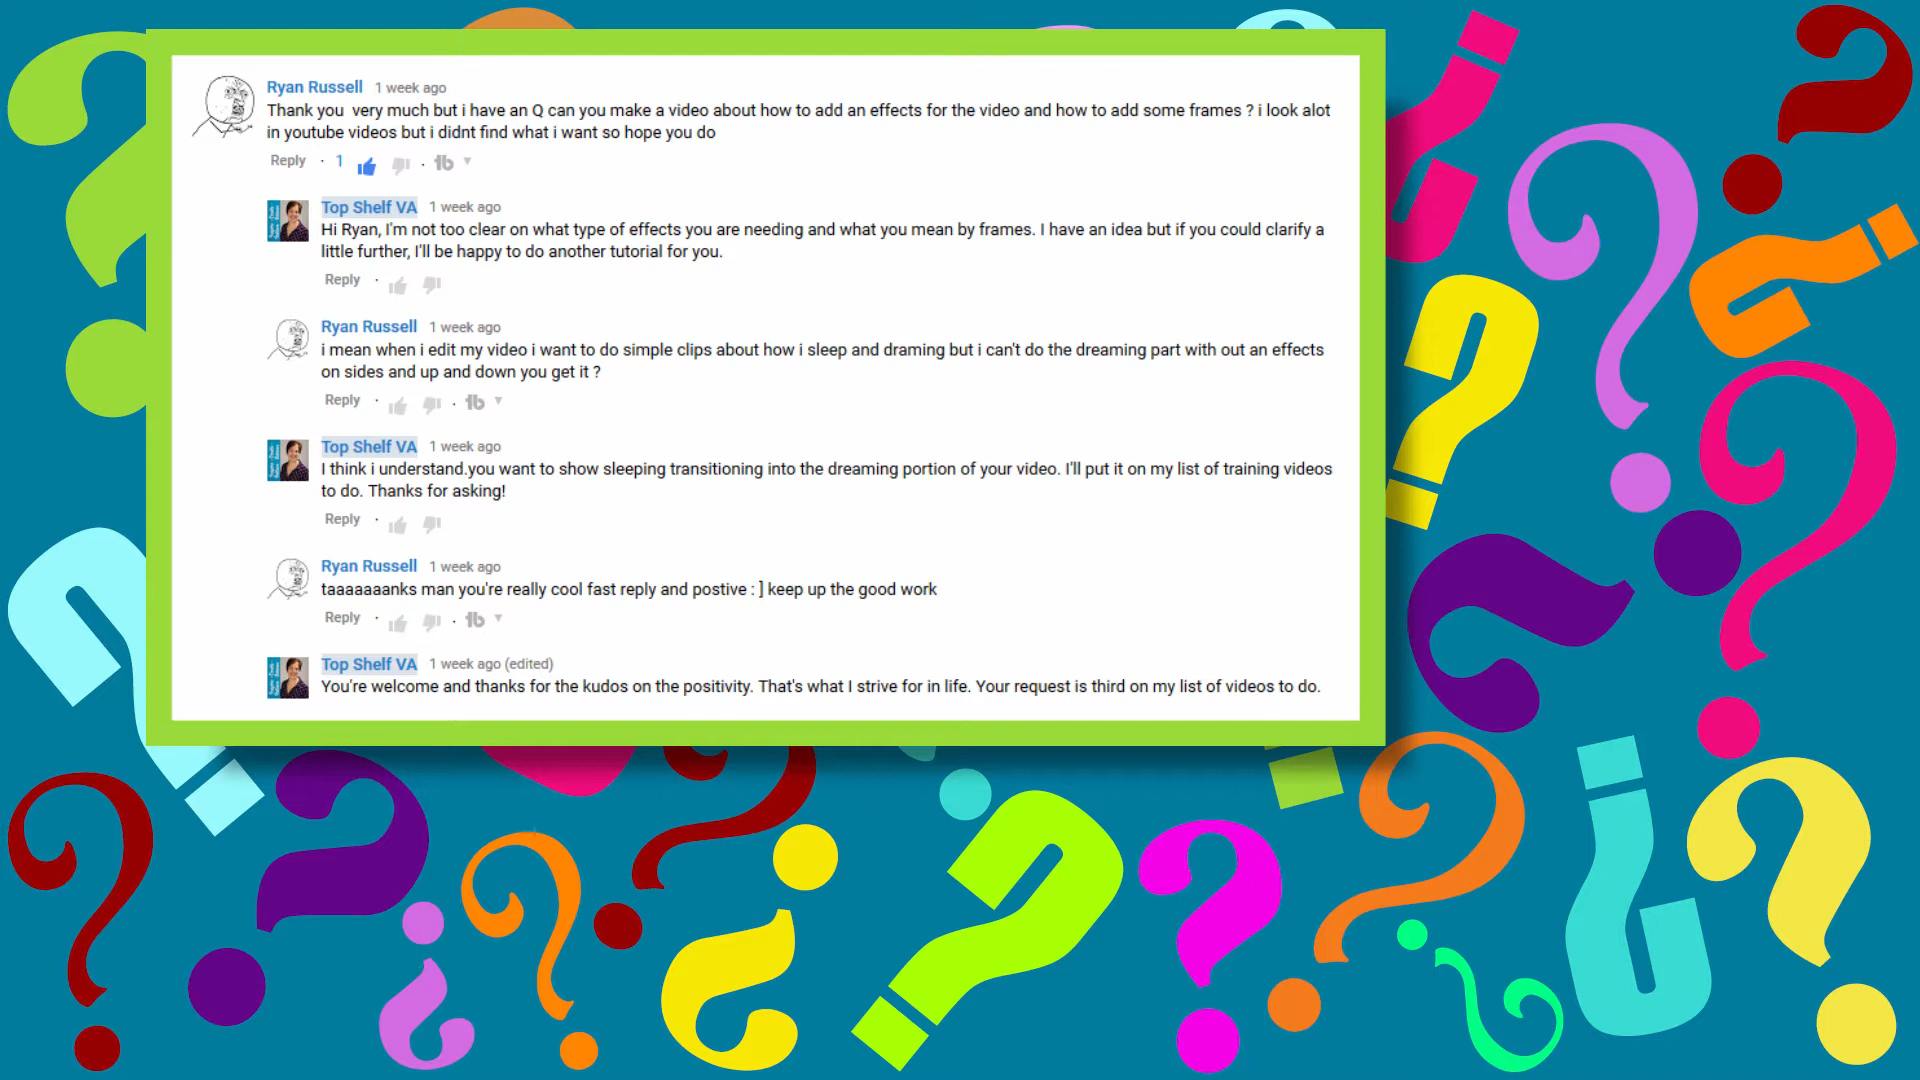 Ryan Russell 1 week ago
Thank you very much but i have an Q can you make a video about how to add an effects for the video and how to add some frames ? i look alot
in youtube videos but i didnt find what i want so hope you do
Reply · 1
Top Shelf VA 1 week ago
Hi Ryan, I'm not too clear on what type of effects you are needing and what you mean by frames. I have an idea but if you could clarify a
little further, I'll be happy to do another tutorial for you.
Reply ·
Ryan Russell 1 week ago
i mean when i edit my video i want to do simple clips about how i sleep and draming but i can't do the dreaming part with out an effects
on sides and up and down you get it ?
Reply ·
Top Shelf VA 1 week ago
I think i understand.you want to show sleeping transitioning into the dreaming portion of your video. I'll put it on my list of training videos
to do. Thanks for asking!
Reply ·
Ryan Russell 1 week ago
taaaaaaanks man you're really cool fast reply and postive : ] keep up the good work
Reply ·
Top Shelf VA 1 week ago (edited)
You're welcome and thanks for the kudos on the positivity. That's what I strive for in life. Your request is third on my list of videos to do.